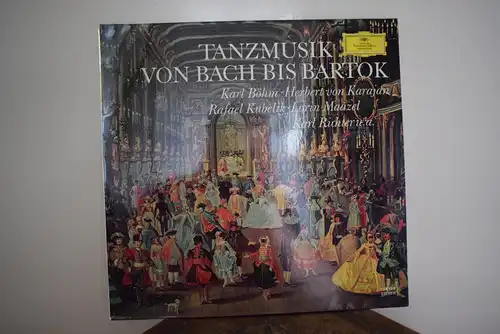 TANZMUSIK
VON BACH BIS BARTOK
Karl Böhm · Herbert von Karajan
Rafael Kubelik · Lorin Maazel
Karl Richter u.a.